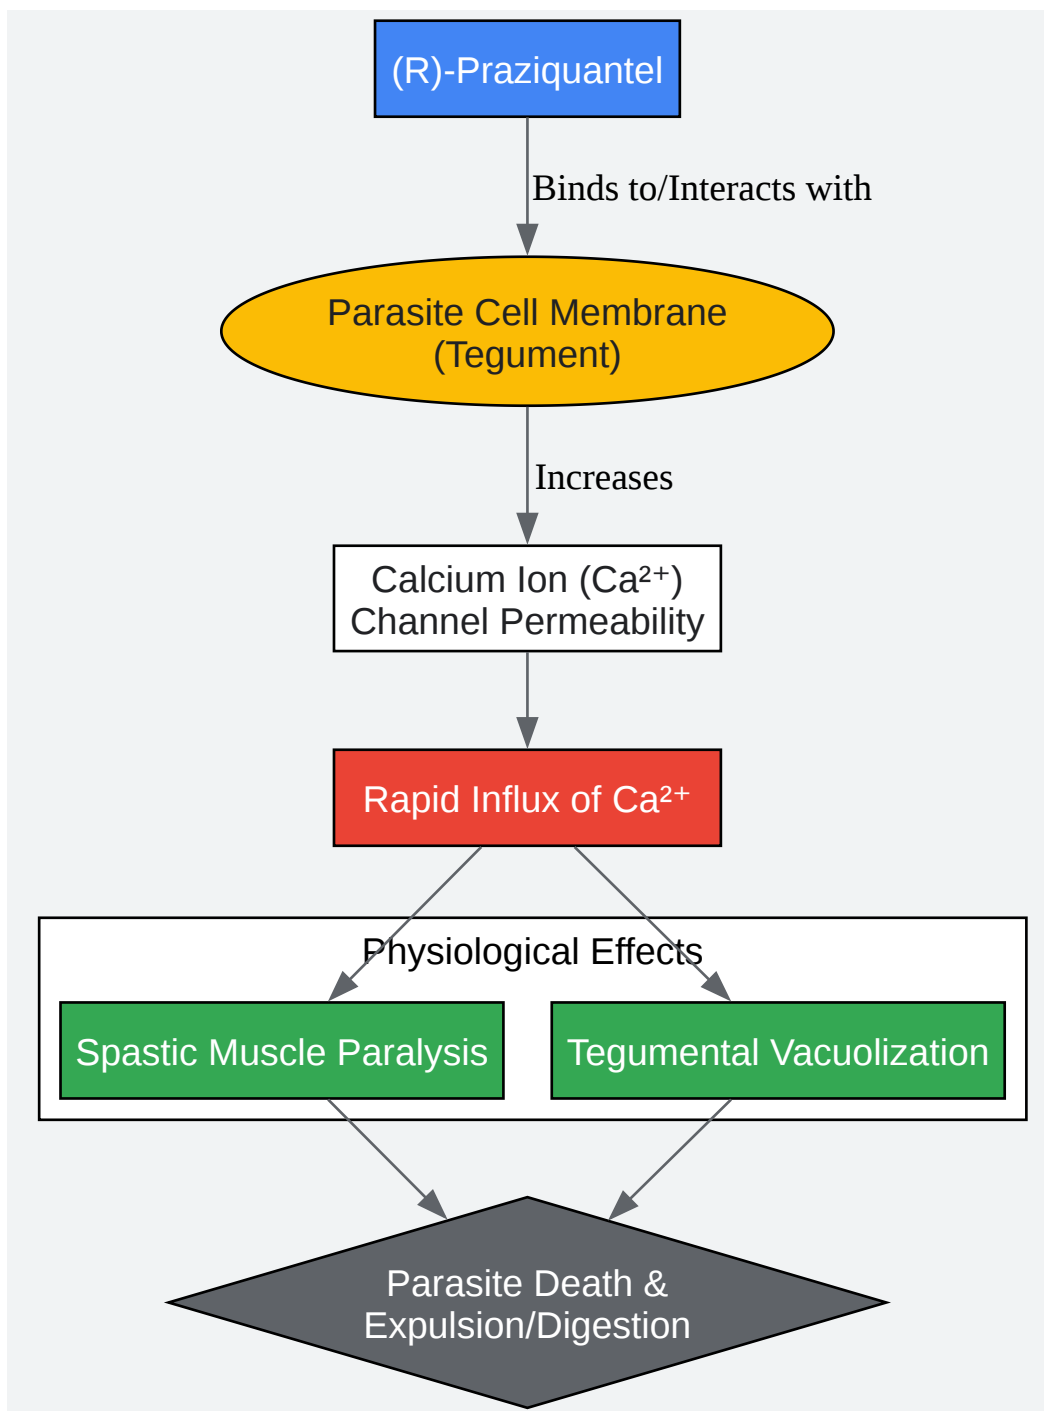 (R)-Praziquantel
Binds to/Interacts with
Parasite Cell Membrane
(Tegument)
Increases
Calcium Ion (Ca²⁺)
Channel Permeability
Rapid Influx of Ca²⁺
Physiological Effects
Spastic Muscle Paralysis
Tegumental Vacuolization
Parasite Death &
Expulsion/Digestion